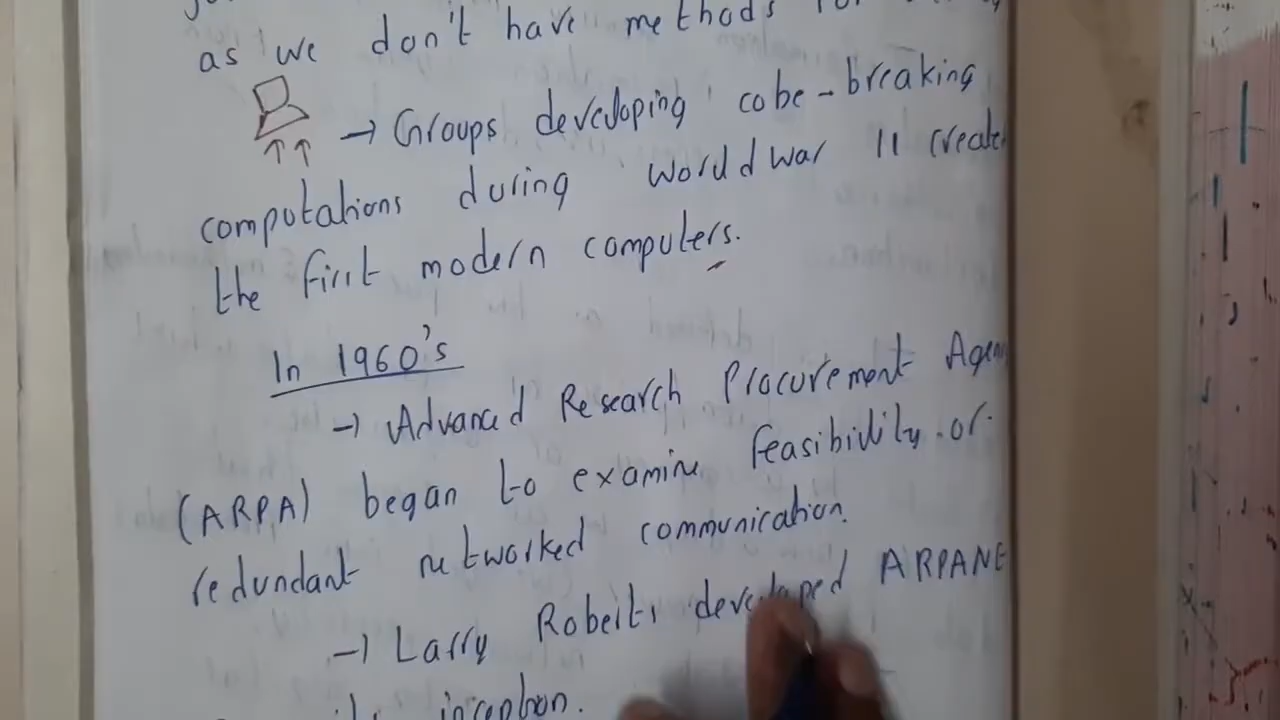 as we don't have methods
→ Groups developing cobe-breaking
computations during world war II create
the first modern computers.
In 1960's
→ Advanced Research Procurement Agen
(ARPA) began to examine feasibility of
redundant networked communication.
→ Larry Roberts developed ARPANE
inception.